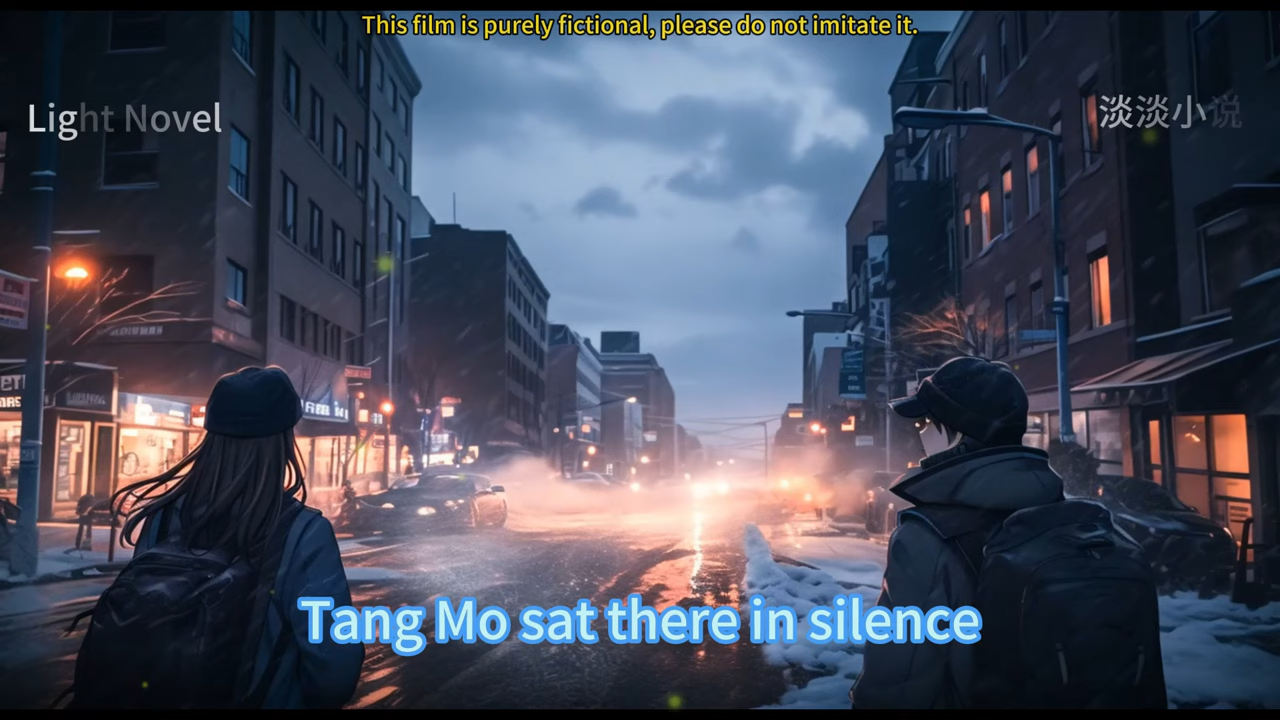 This film is purely fictional, please do not imitate it.
Light Novel
淡淡小说
Tang Mo sat there in silence